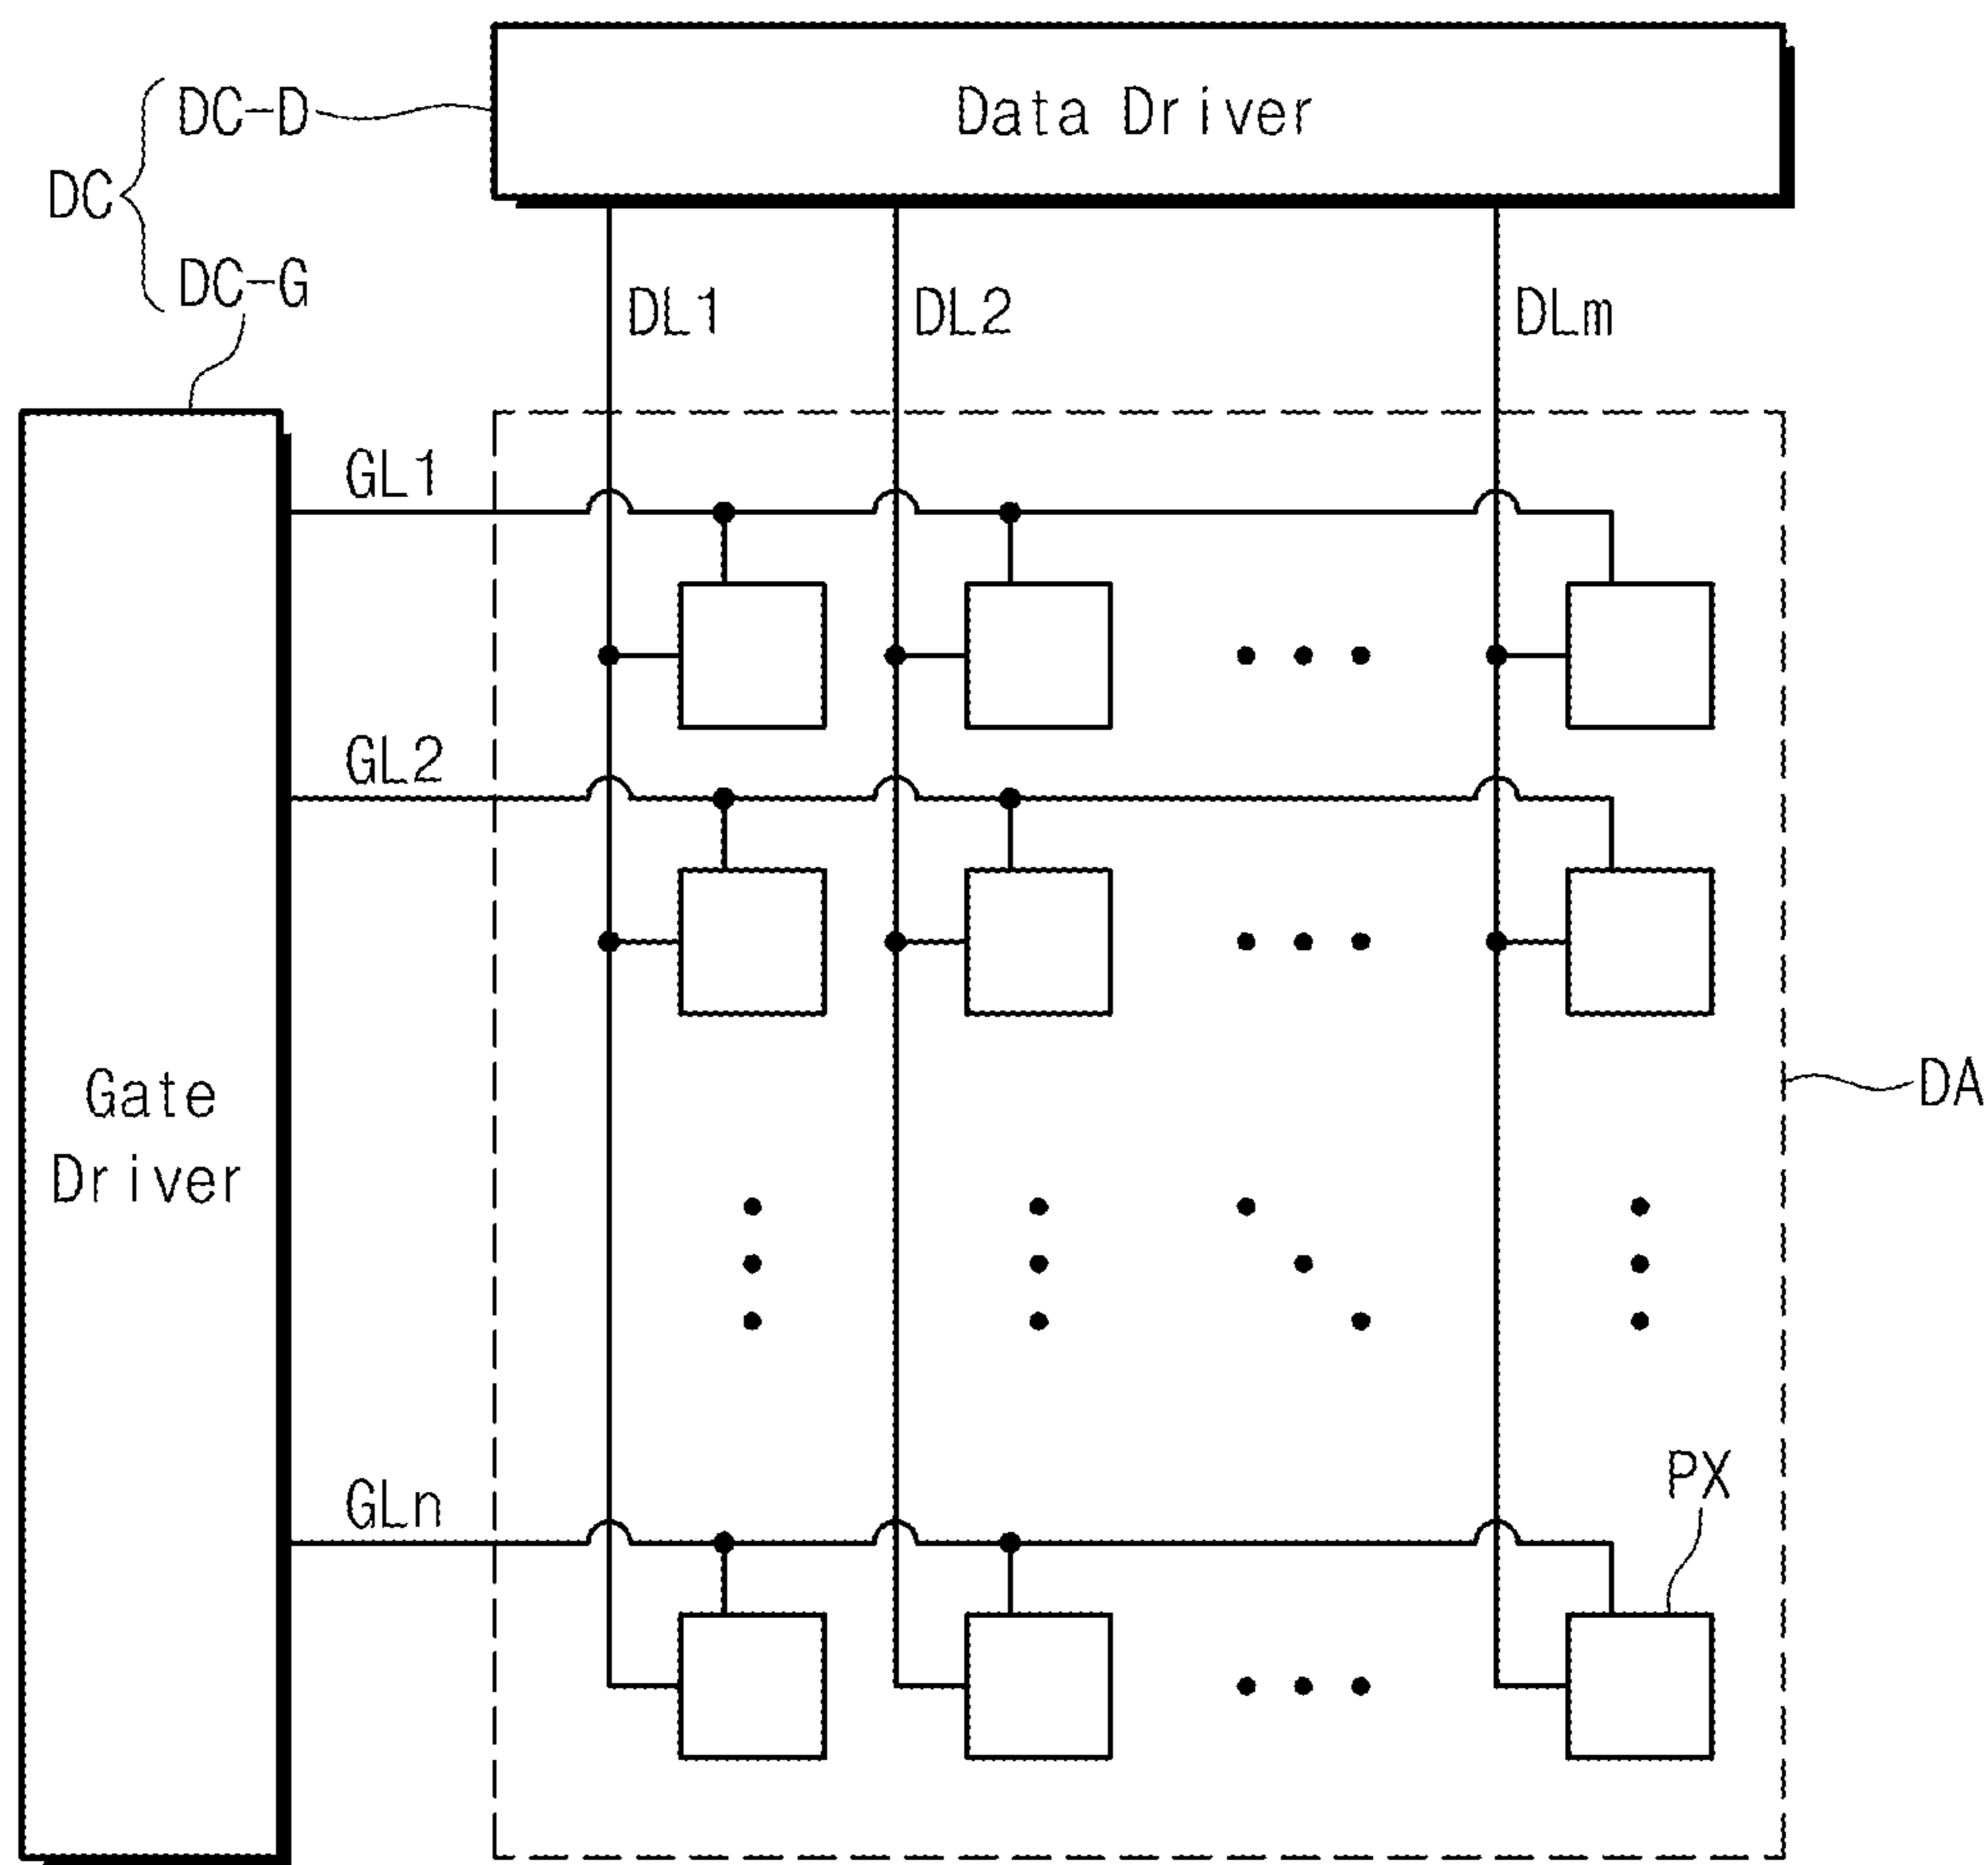 DC-D
Data Driver
DC
DC-G
DL1
DL2
DLm
GL1
GL2
Gate
Driver
DA
GLn
PX